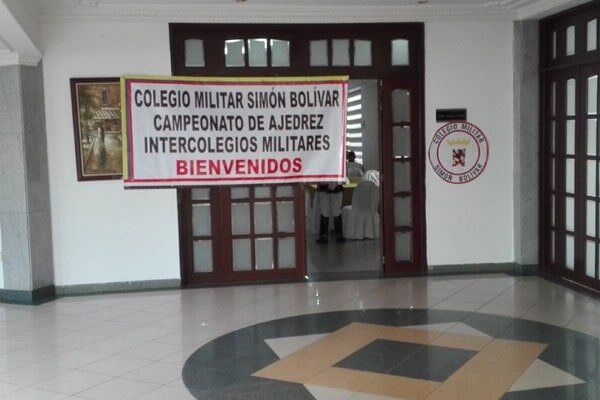 COLEGIO MILITAR SIMÓN BOLÍVAR
CAMPEONATO DE AJEDREZ
INTERCOLEGIOS MILITARES
BIENVENIDOS
COLEGIO MILITAR
SIMÓN BOLÍVAR